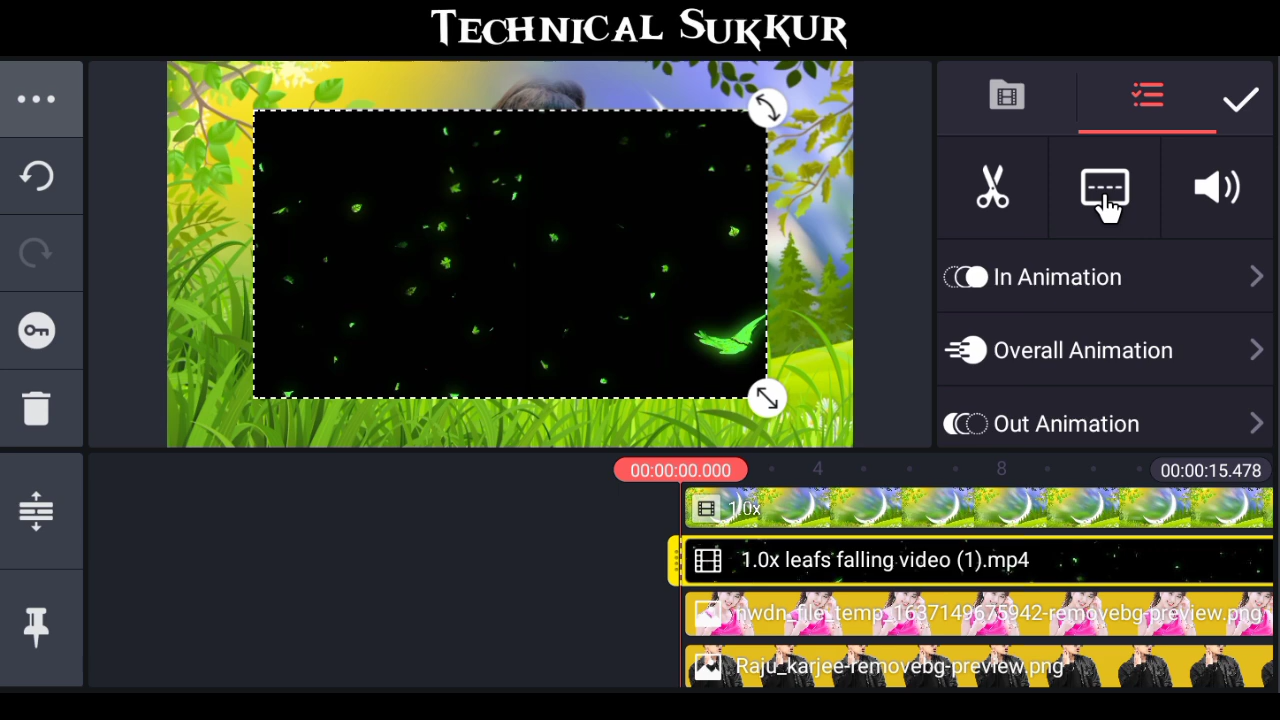 Technical Sukkur
In Animation
Overall Animation
Out Animation
00:00:00.000
4
8
00:00:15.478
1.0x
1.0x leafs falling video (1).mp4
nwdn_file_temp_1637149675942-removebg-preview.png
Raju_karjee-removebg-preview.png